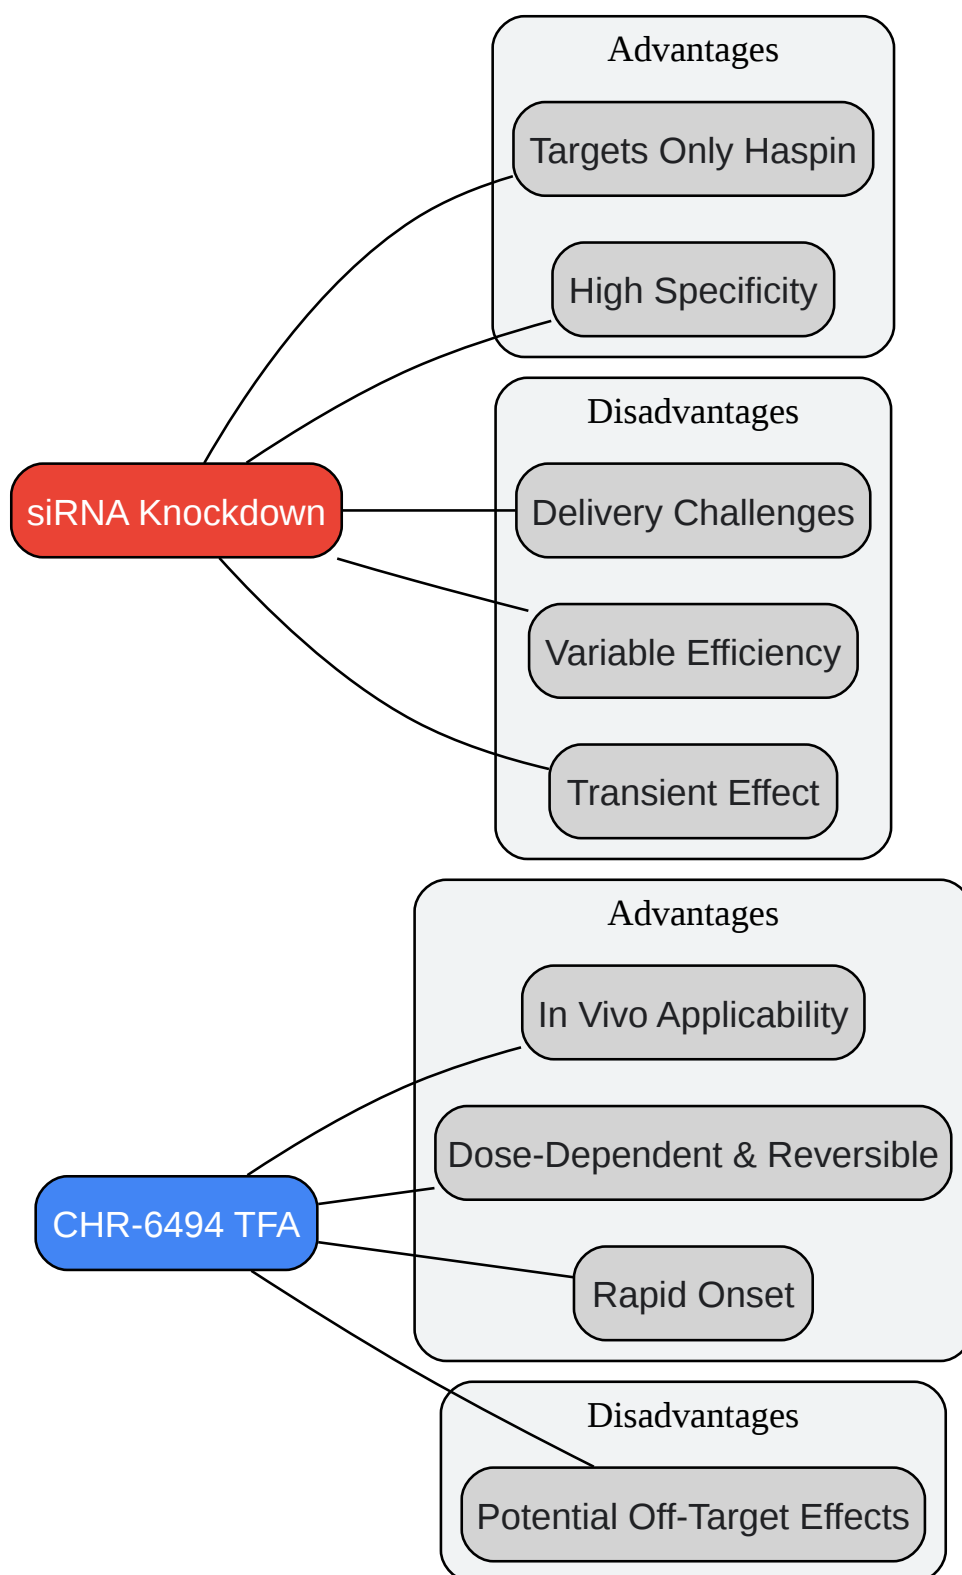 Advantages
Targets Only Haspin
High Specificity
Disadvantages
siRNA Knockdown
Delivery Challenges
Variable Efficiency
Transient Effect
Advantages
In Vivo Applicability
Dose-Dependent & Reversible
CHR-6494 TFA
Rapid Onset
Disadvantages
Potential Off-Target Effects